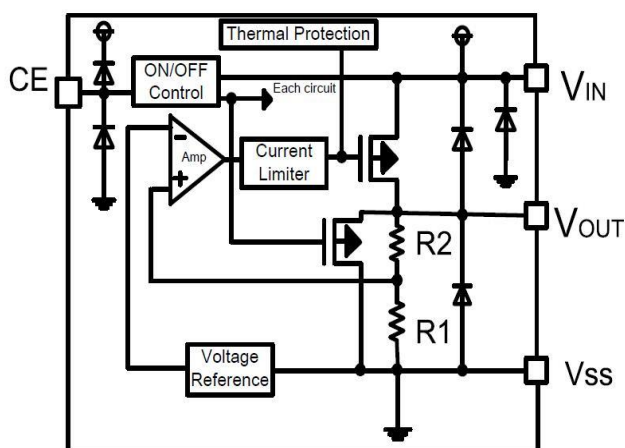 Thermal Protection
CE
ON/OFF
Control
Each circuit
VIN
-
Amp
+
Current
Limiter
VOUT
R2
R1
Voltage
Reference
Vss